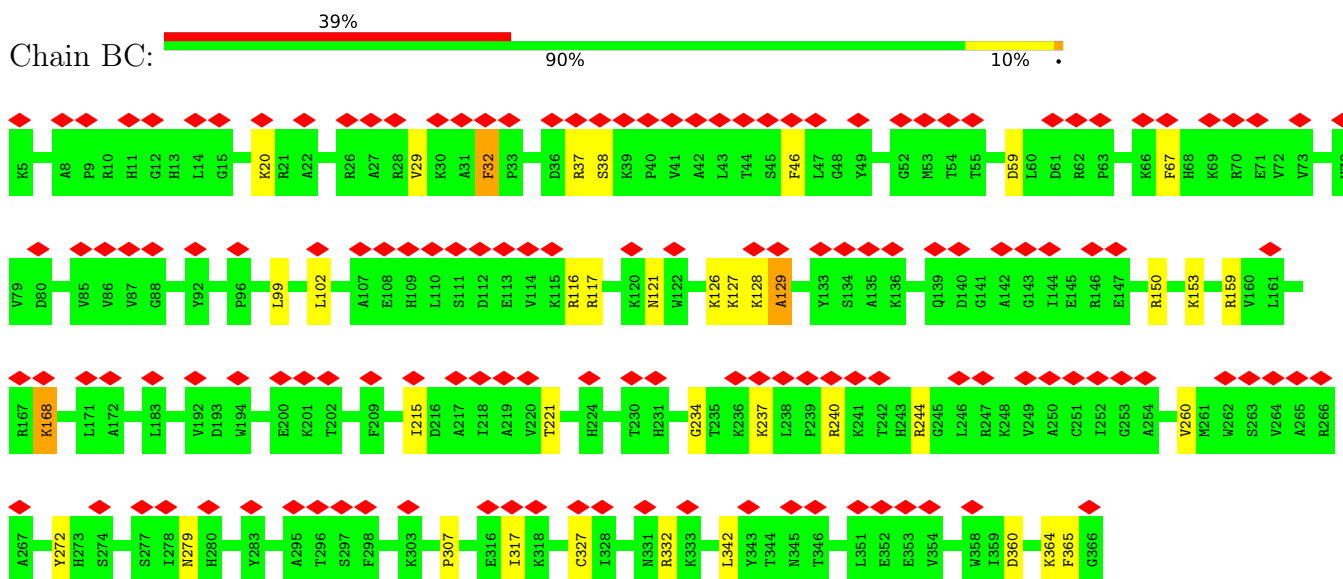 39%
Chain BC:
90% 10% •
K5 A8 P9 R10 H11 G12 H13 L14 G15 K20 R21 A22 R26 A27 R28 V29 K30 A31 F32 P33 D36 R37 S38 K39 P40 V41 A42 L43 T44 S45 F46 L47 G48 Y49 G52 M53 T54 T55 D59 L60 D61 R62 P63 K66 F67 H68 K69 R70 E71 V72 V73
V79 D80 V85 V86 V87 G88 Y92 P96 L99 L102 A107 E108 H109 L110 S111 D112 E113 V114 K115 R116 R117 K120 N121 W122 K126 K127 K128 A129 Y133 S134 A135 K136 Q139 D140 G141 A142 G143 I144 E145 R146 E147 R150 K153 R159 V160 L161
R167 K168 L171 A172 L183 V192 D193 W194 E200 K201 T202 F209 I215 D216 A217 I218 A219 V220 T221 H224 T230 H231 G234 T235 K236 K237 L238 P239 R240 K241 T242 H243 R244 G245 L246 R247 K248 V249 A250 C251 I252 G253 A254 V260 M261 W262 S263 V264 A265 R266
A267 Y272 H273 S274 S277 I278 N279 H280 Y283 A295 T296 S297 F298 K303 P307 E316 I317 K318 C327 I328 N331 R332 K333 L342 Y343 T344 N345 T346 L351 E352 E353 V354 W358 I359 D360 K364 F365 G366